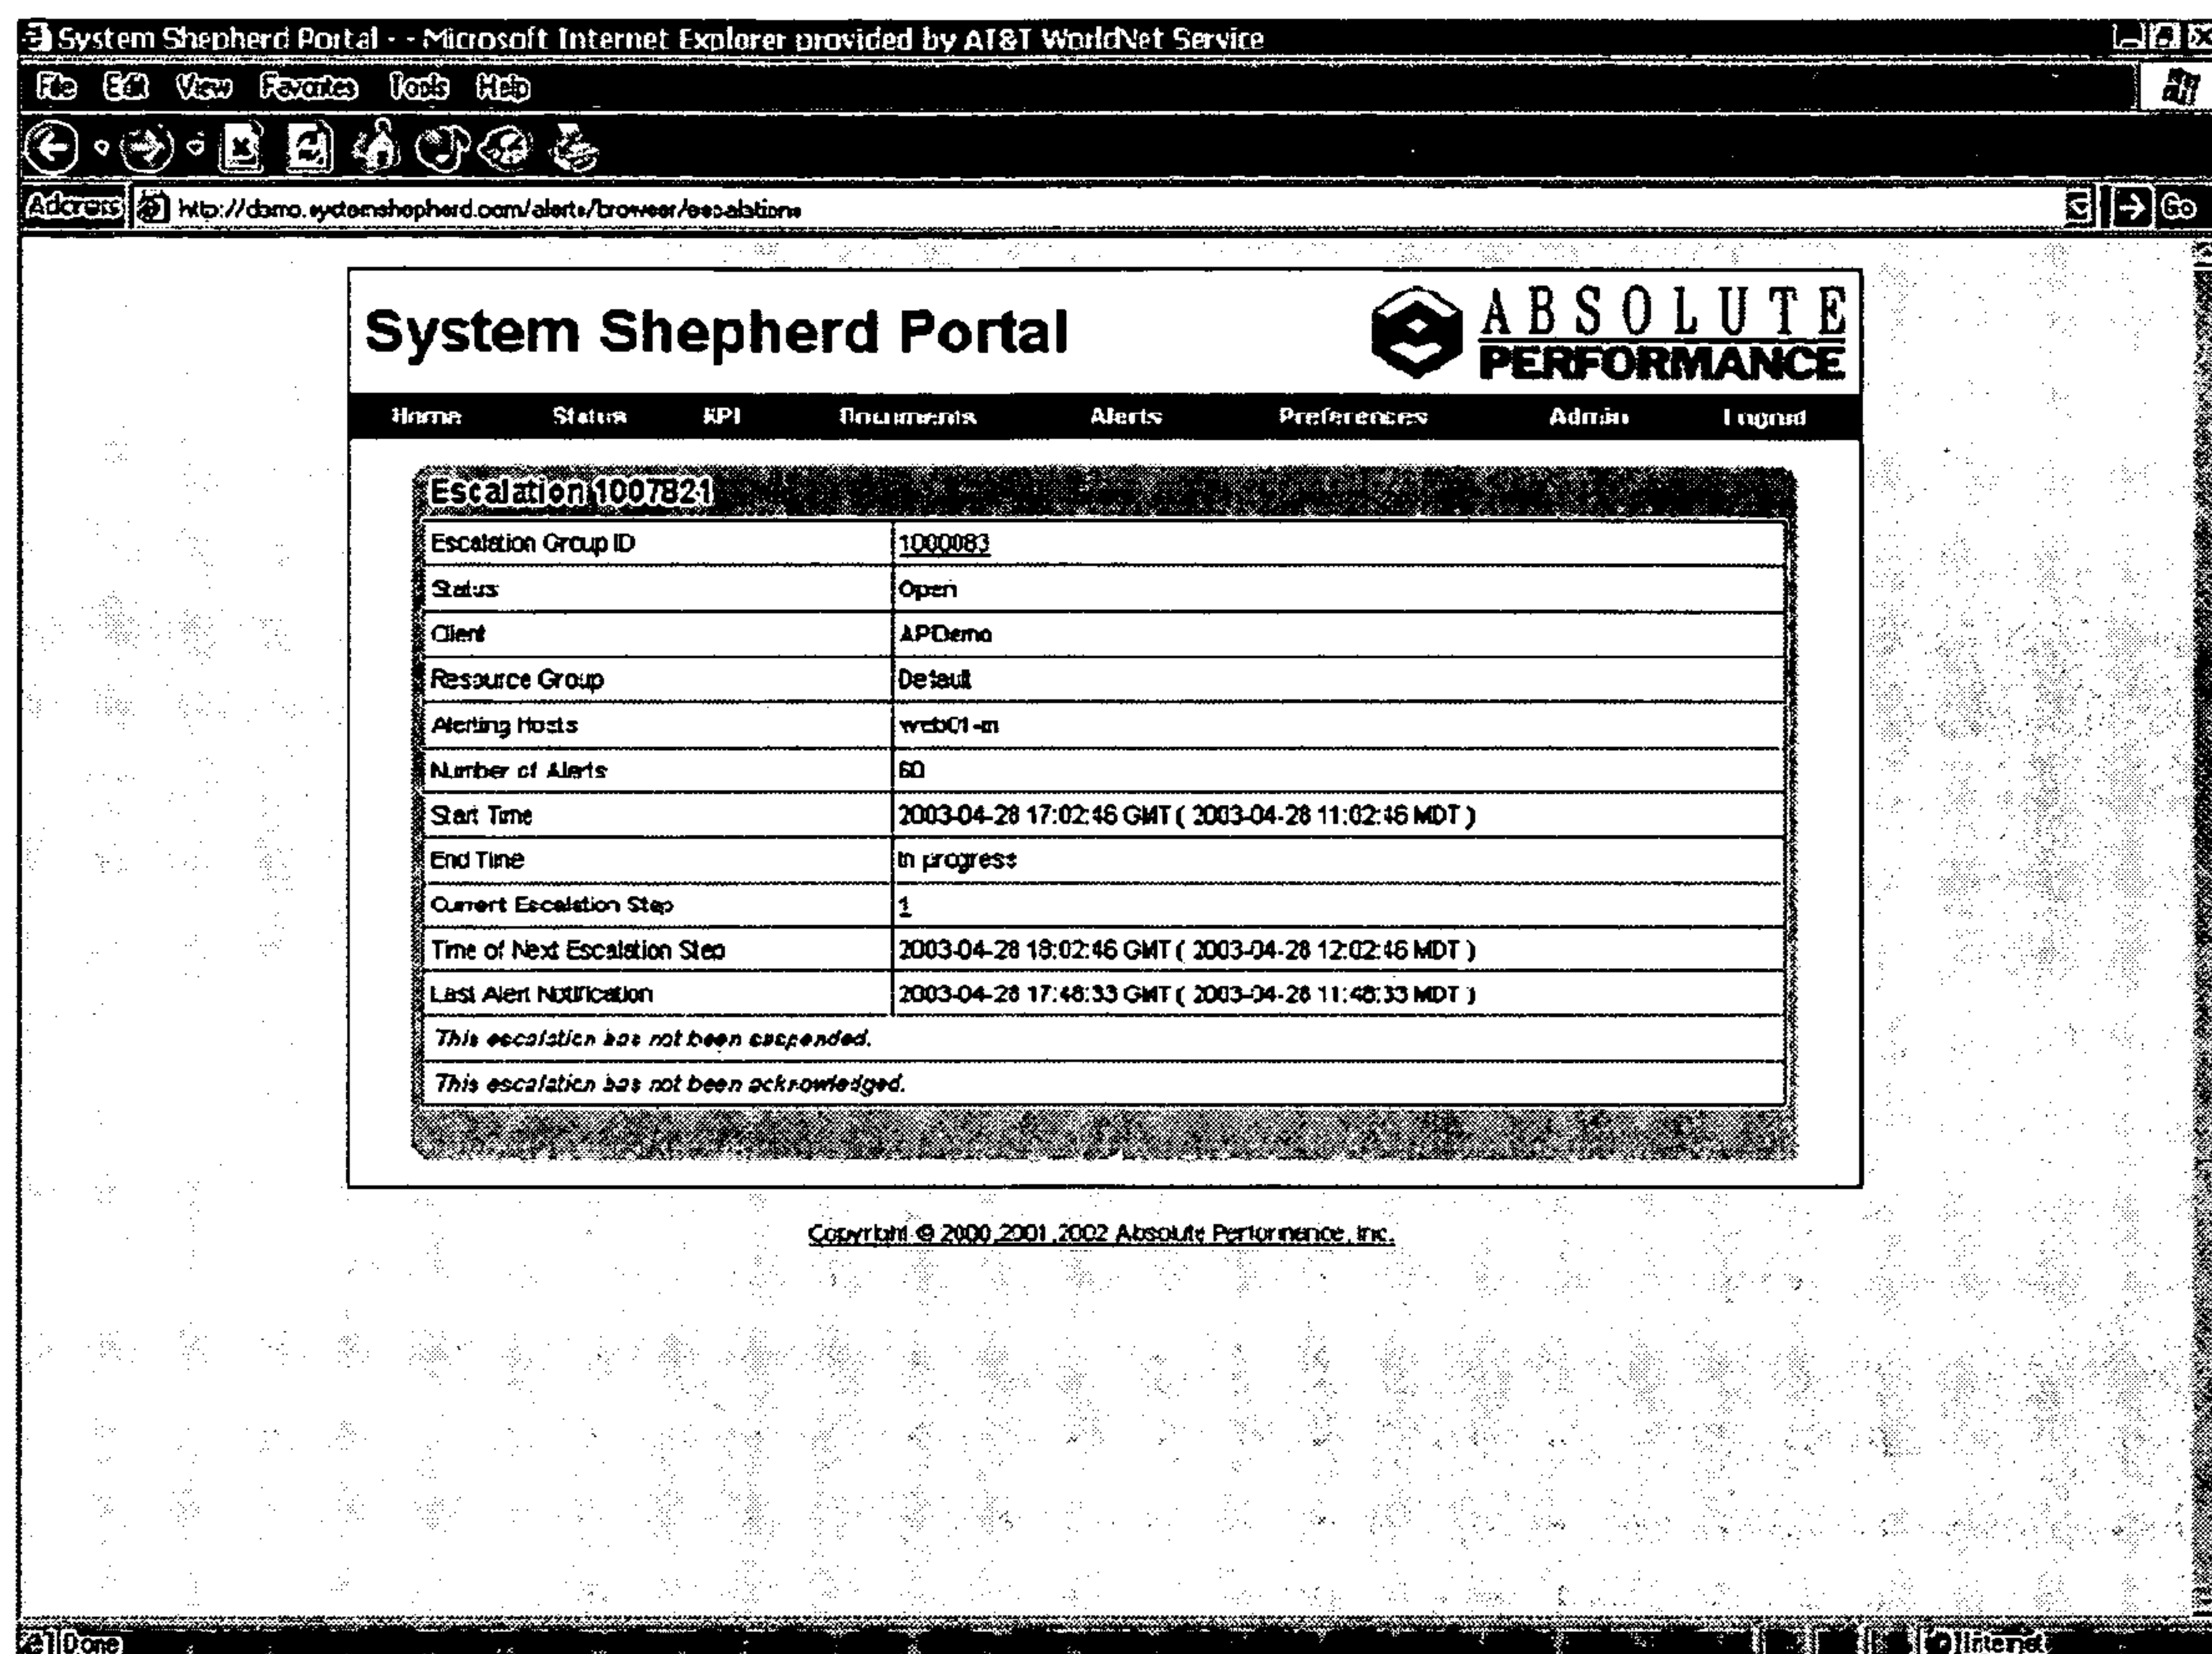 System Shepherd Portal - - Microsoft Internet Explorer provided by AT&T WorldNet Service
File Edit View Favorites Tools Help
Address http://demo.systemshepherd.com/alerts/browser/escalations Go
System Shepherd Portal
ABSOLUTE
PERFORMANCE
Home Status KPI Documents Alerts Preferences Admin Logout
Escalation 1007821
Escalation Group ID 1000083
Status Open
Client APDemo
Resource Group Default
Alerting Hosts web01-m
Number of Alerts 60
Start Time 2003-04-28 17:02:46 GMT ( 2003-04-28 11:02:46 MDT )
End Time In progress
Current Escalation Step 1
Time of Next Escalation Step 2003-04-28 18:02:46 GMT ( 2003-04-28 12:02:46 MDT )
Last Alert Notification 2003-04-28 17:48:33 GMT ( 2003-04-28 11:48:33 MDT )
This escalation has not been suspended.
This escalation has not been acknowledged.
Copyright © 2000,2001,2002 Absolute Performance, Inc.
Done Internet